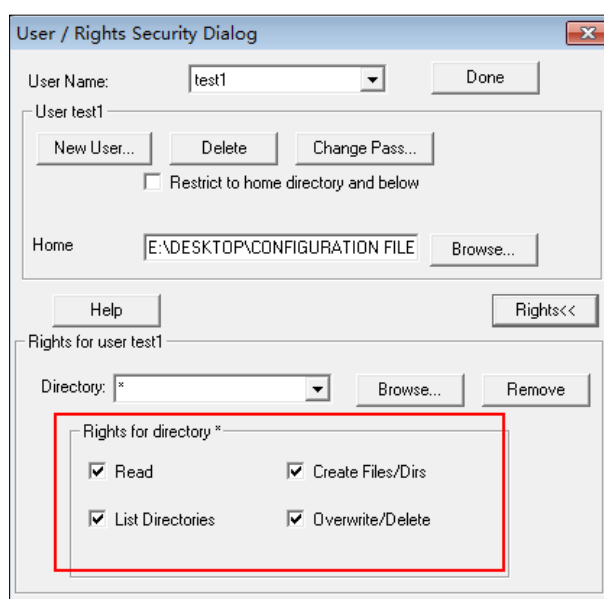 User / Rights Security Dialog
User Name: test1 Done
User test1
New User... Delete Change Pass...
Restrict to home directory and below
Home E:\DESKTOP\CONFIGURATION FILE Browse...
Help Rights<<
Rights for user test1
Directory: * Browse... Remove
Rights for directory *
Read Create Files/Dirs
List Directories Overwrite/Delete